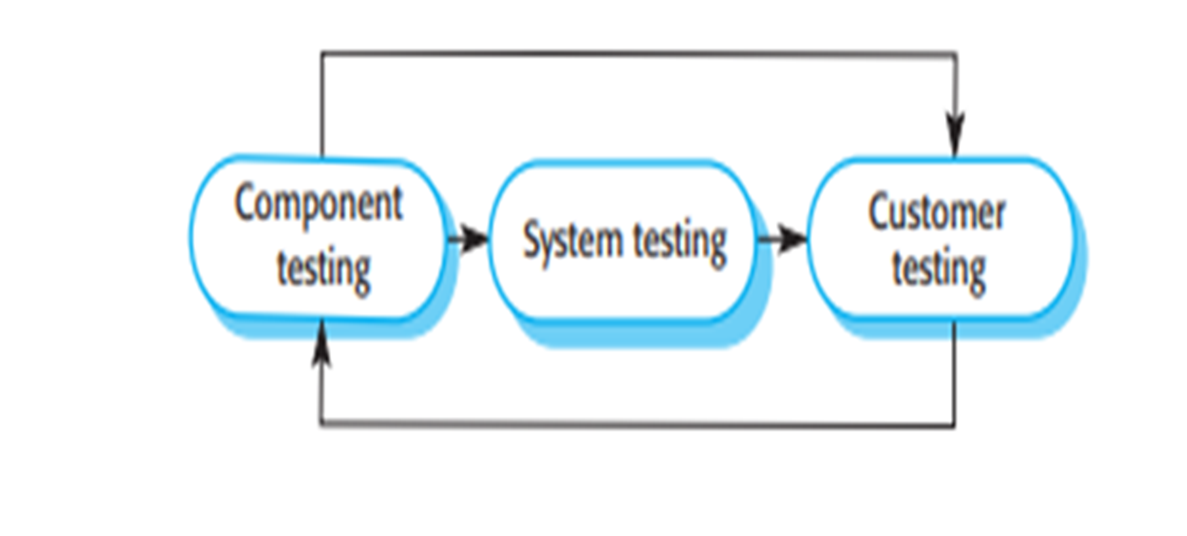 Component
testing
System testing
Customer
testing